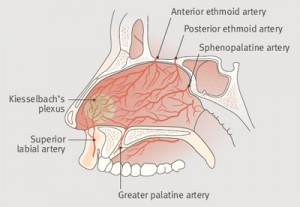 Anterior ethmoid artery
Posterior ethmoid artery
Sphenopalatine artery
Kiesselbach's
plexus
Superior
labial artery
Greater palatine artery